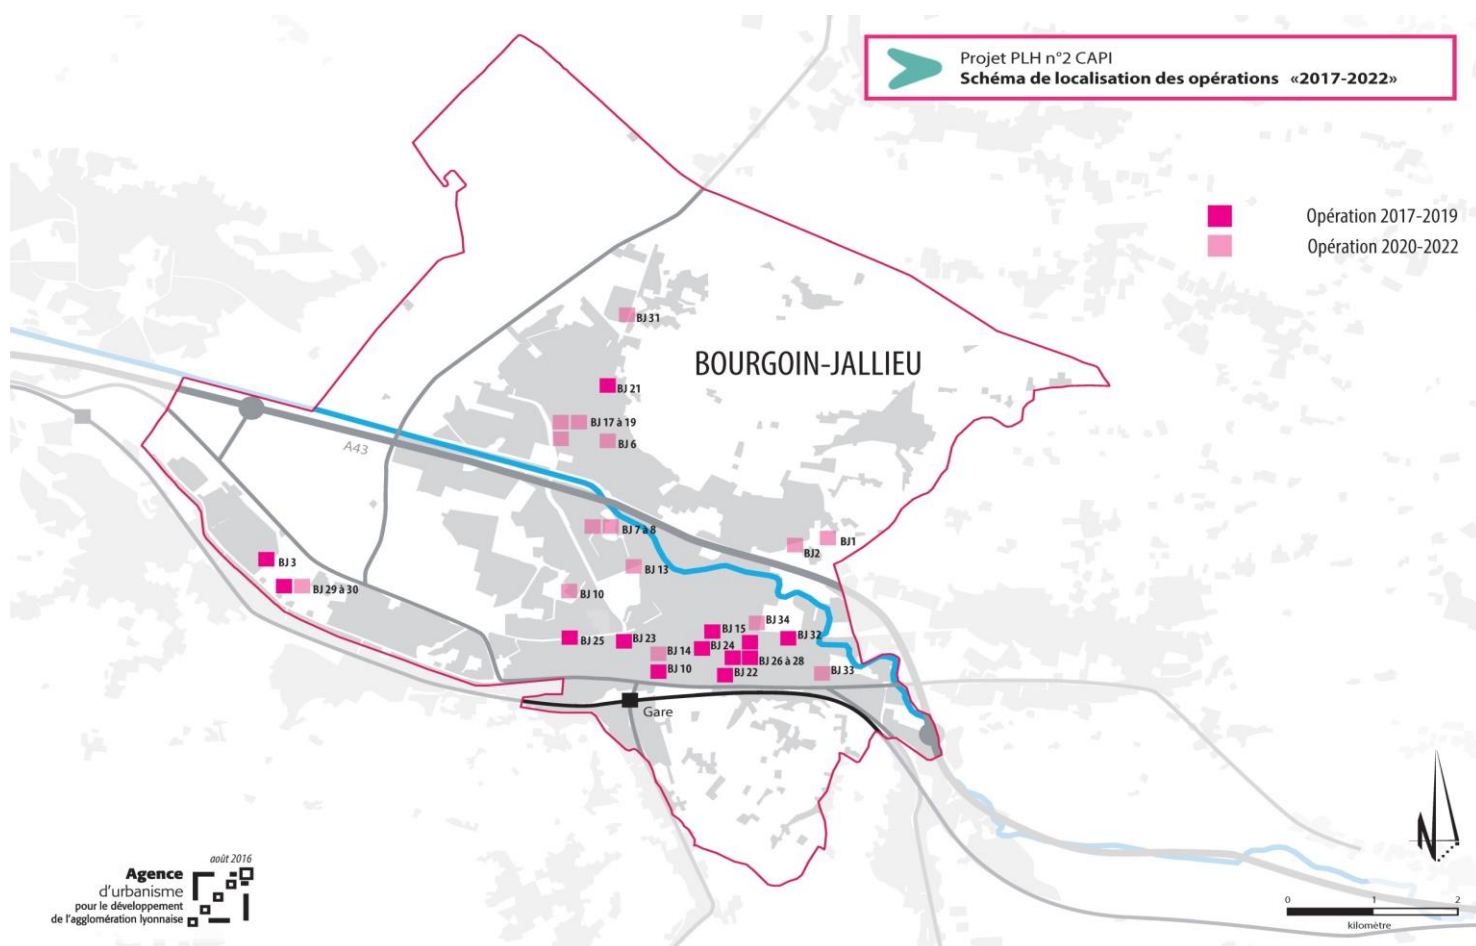 Projet PLH n°2 CAPI
Schéma de localisation des opérations «2017-2022»
Opération 2017-2019
Opération 2020-2022
BJ 31
BOURGOIN-JALLIEU
BJ 21
BJ 17 à 19
BJ 6
A43
BJ 7 à 8
BJ1
BJ2
BJ 3
BJ 13
BJ 29 à 30
BJ 10
BJ 34
BJ 15
BJ 32
BJ 25
BJ 23
BJ 24
BJ 14
BJ 26 à 28
BJ 10
BJ 22
BJ 33
Gare
N
août 2016
Agence
d'urbanisme
pour le développement
de l'agglomération lyonnaise
0 1 2
kilomètre